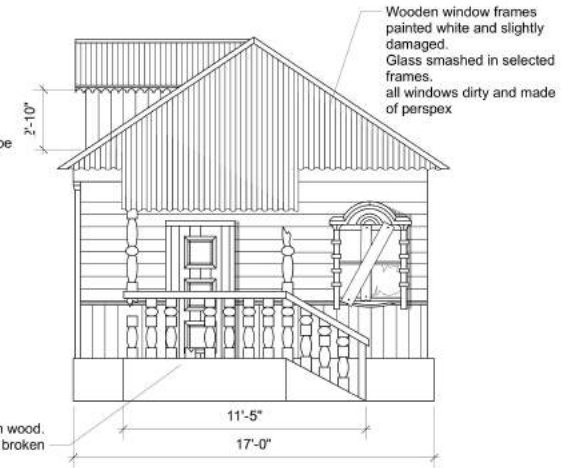 Wooden window frames
painted white and slightly
damaged.
Glass smashed in selected
frames.
all windows dirty and made
of perspex
2'-10"
wood.
broken
11'-5"
17'-0"